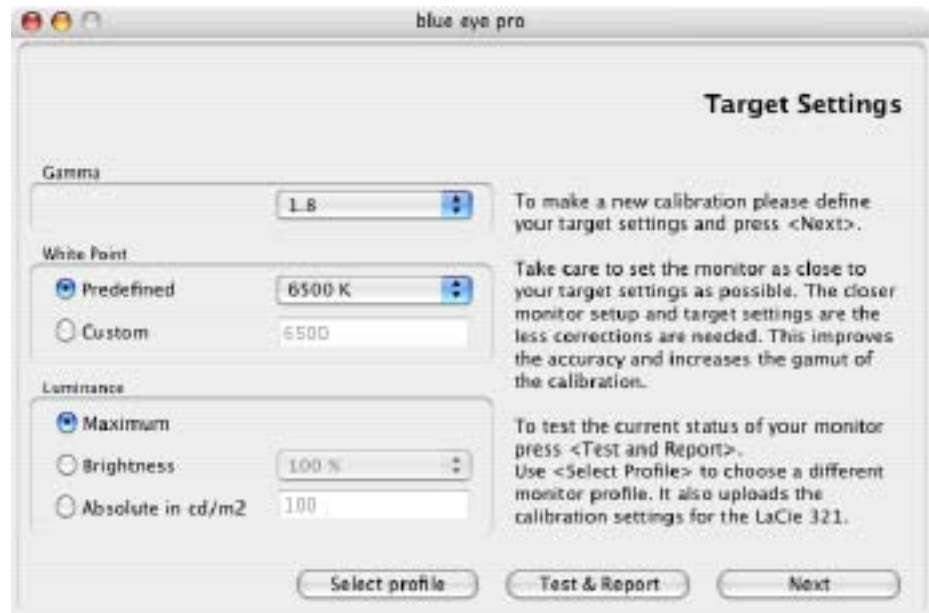 blue eye pro
Target Settings
Gamma
1.8
White Point
Predefined
6500 K
Custom
6500
Luminance
Maximum
Brightness
100 %
Absolute in cd/m2
100
To make a new calibration please define
your target settings and press <Next>.
Take care to set the monitor as close to
your target settings as possible. The closer
monitor setup and target settings are the
less corrections are needed. This improves
the accuracy and increases the gamut of
the calibration.
To test the current status of your monitor
press <Test and Report>.
Use <Select Profile> to choose a different
monitor profile. It also uploads the
calibration settings for the LaCie 321.
Select profile
Test & Report
Next